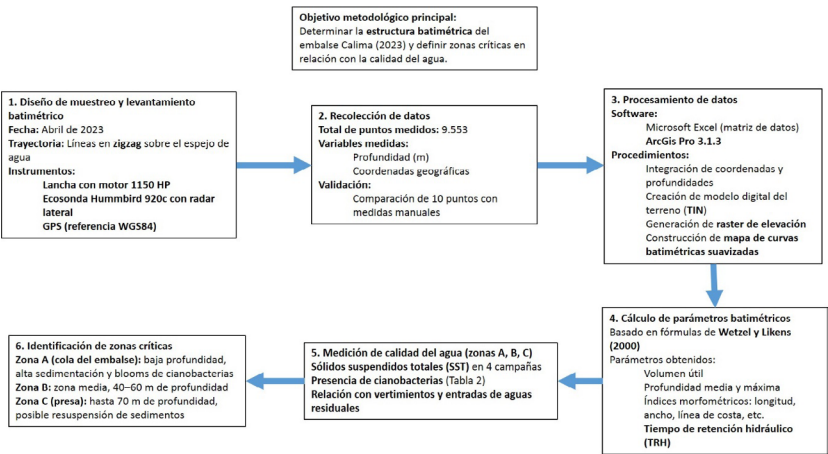 Objetivo metodológico principal:
Determinar la estructura batimétrica del
embalse Calima (2023) y definir zonas críticas en
relación con la calidad del agua.
1. Diseño de muestreo y levantamiento
batimétrico
Fecha: Abril de 2023
Trayectoria: Líneas en zigzag sobre el espejo de
agua
Instrumentos:
Lancha con motor 1150 HP
Ecosonda Hummbird 920c con radar
lateral
GPS (referencia WGS84)
2. Recolección de datos
Total de puntos medidos: 9.553
Variables medidas:
Profundidad (m)
Coordenadas geográficas
Validación:
Comparación de 10 puntos con
medidas manuales
3. Procesamiento de datos
Software:
Microsoft Excel (matriz de datos)
ArcGis Pro 3.1.3
Procedimientos:
Integración de coordenadas y
profundidades
Creación de modelo digital del
terreno (TIN)
Generación de raster de elevación
Construcción de mapa de curvas
batimétricas suavizadas
4. Cálculo de parámetros batimétricos
Basado en fórmulas de Wetzel y Likens
(2000)
Parámetros obtenidos:
Volumen útil
Profundidad media y máxima
Índices morfométricos: longitud,
ancho, línea de costa, etc.
Tiempo de retención hidráulico
(TRH)
5. Medición de calidad del agua (zonas A, B, C)
Sólidos suspendidos totales (SST) en 4 campañas
Presencia de cianobacterias (Tabla 2)
Relación con vertimientos y entradas de aguas
residuales
6. Identificación de zonas críticas
Zona A (cola del embalse): baja profundidad,
alta sedimentación y blooms de cianobacterias
Zona B: zona media, 40–60 m de profundidad
Zona C (presa): hasta 70 m de profundidad,
posible resuspensión de sedimentos